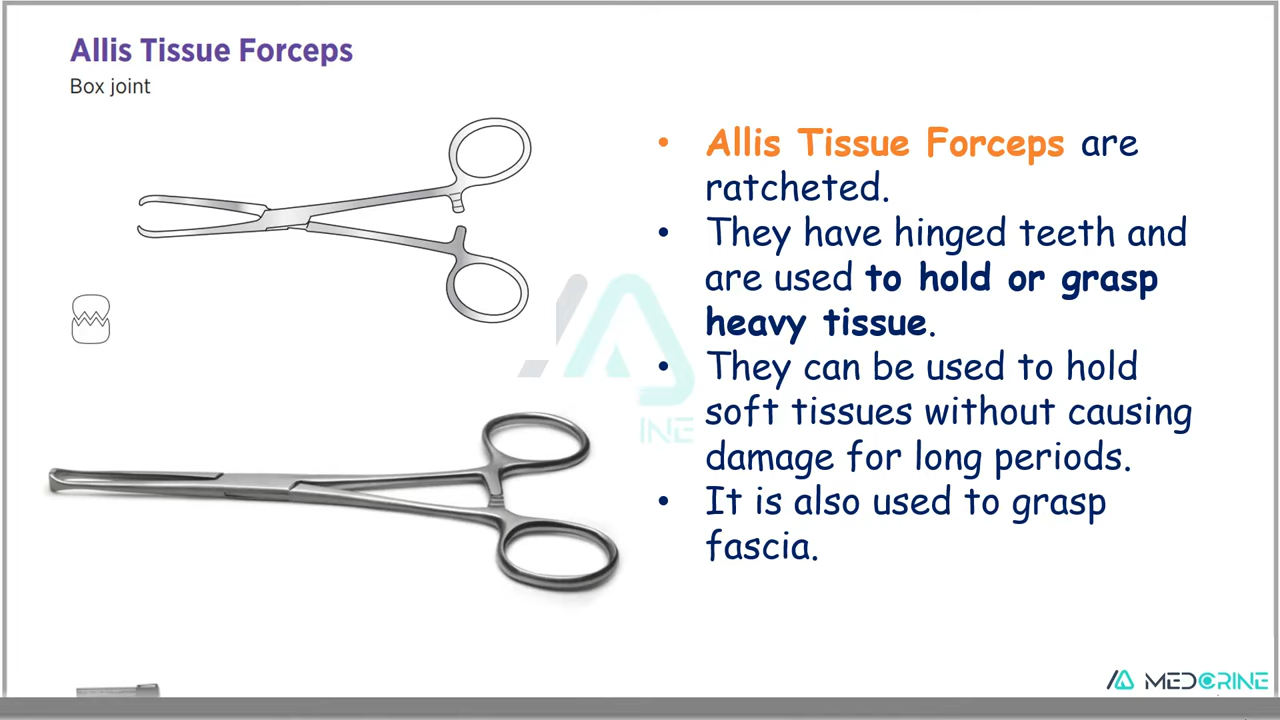 Allis Tissue Forceps
Box joint
• Allis Tissue Forceps are
ratcheted.
• They have hinged teeth and
are used to hold or grasp
heavy tissue.
• They can be used to hold
soft tissues without causing
damage for long periods.
• It is also used to grasp
fascia.
INE
MEDCRINE